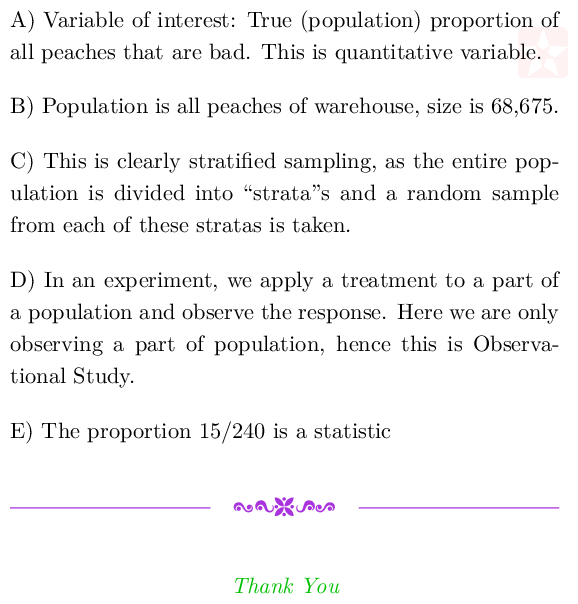 A) Variable of interest: True (population) proportion of
all peaches that are bad. This is quantitative variable.
B) Population is all peaches of warehouse, size is 68,675.
C) This is clearly stratified sampling, as the entire pop-
ulation is divided into “strata”s and a random sample
from each of these stratas is taken.
D) In an experiment, we apply a treatment to a part of
a population and observe the response. Here we are only
observing a part of population, hence this is Observa-
tional Study.
E) The proportion 15/240 is a statistic
Thank You